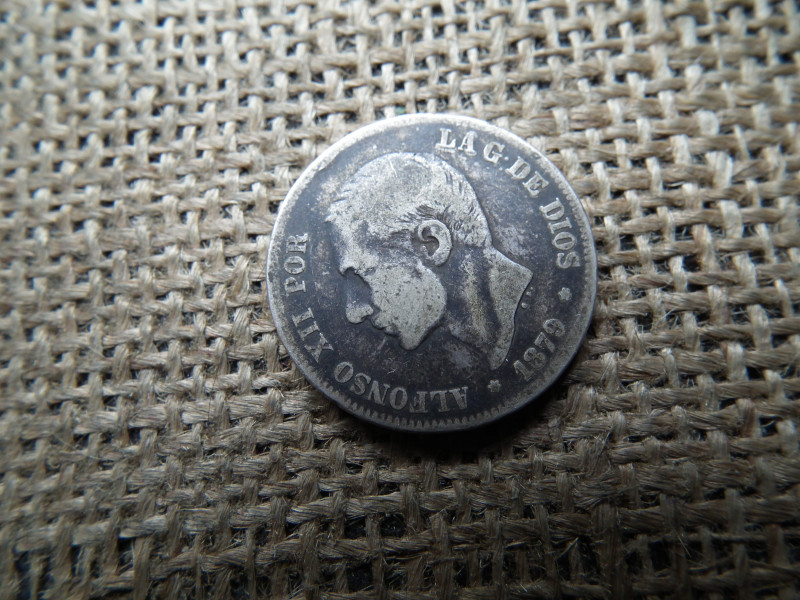 ALFONSO XII POR LA G. DE DIOS
* 1879 *